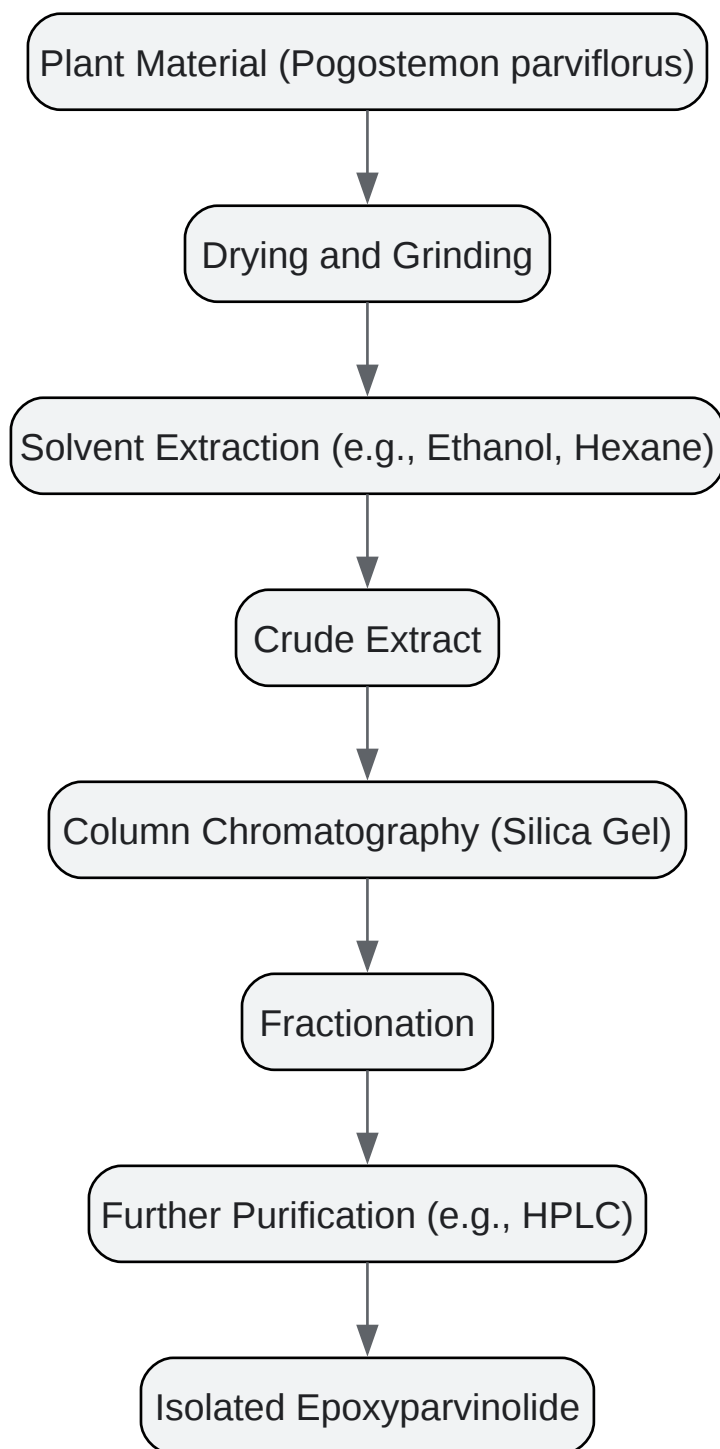 Plant Material (Pogostemon parviflorus)
Drying and Grinding
Solvent Extraction (e.g., Ethanol, Hexane)
Crude Extract
Column Chromatography (Silica Gel)
Fractionation
Further Purification (e.g., HPLC)
Isolated Epoxyparvinolide